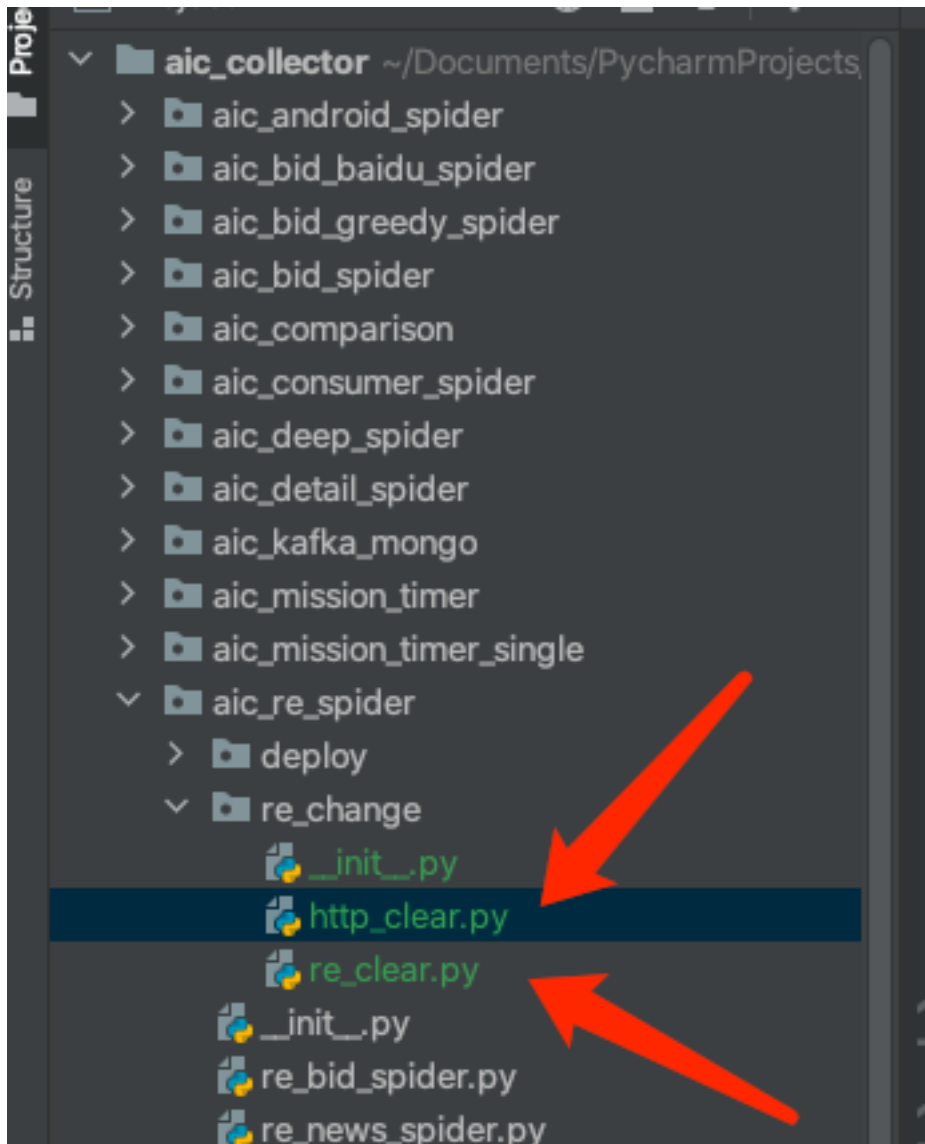 Proje
Structure
aic_collector ~/Documents/PycharmProjects/
aic_android_spider
aic_bid_baidu_spider
aic_bid_greedy_spider
aic_bid_spider
aic_comparison
aic_consumer_spider
aic_deep_spider
aic_detail_spider
aic_kafka_mongo
aic_mission_timer
aic_mission_timer_single
aic_re_spider
deploy
re_change
__init__.py
http_clear.py
re_clear.py
__init__.py
re_bid_spider.py
re_news_spider.py